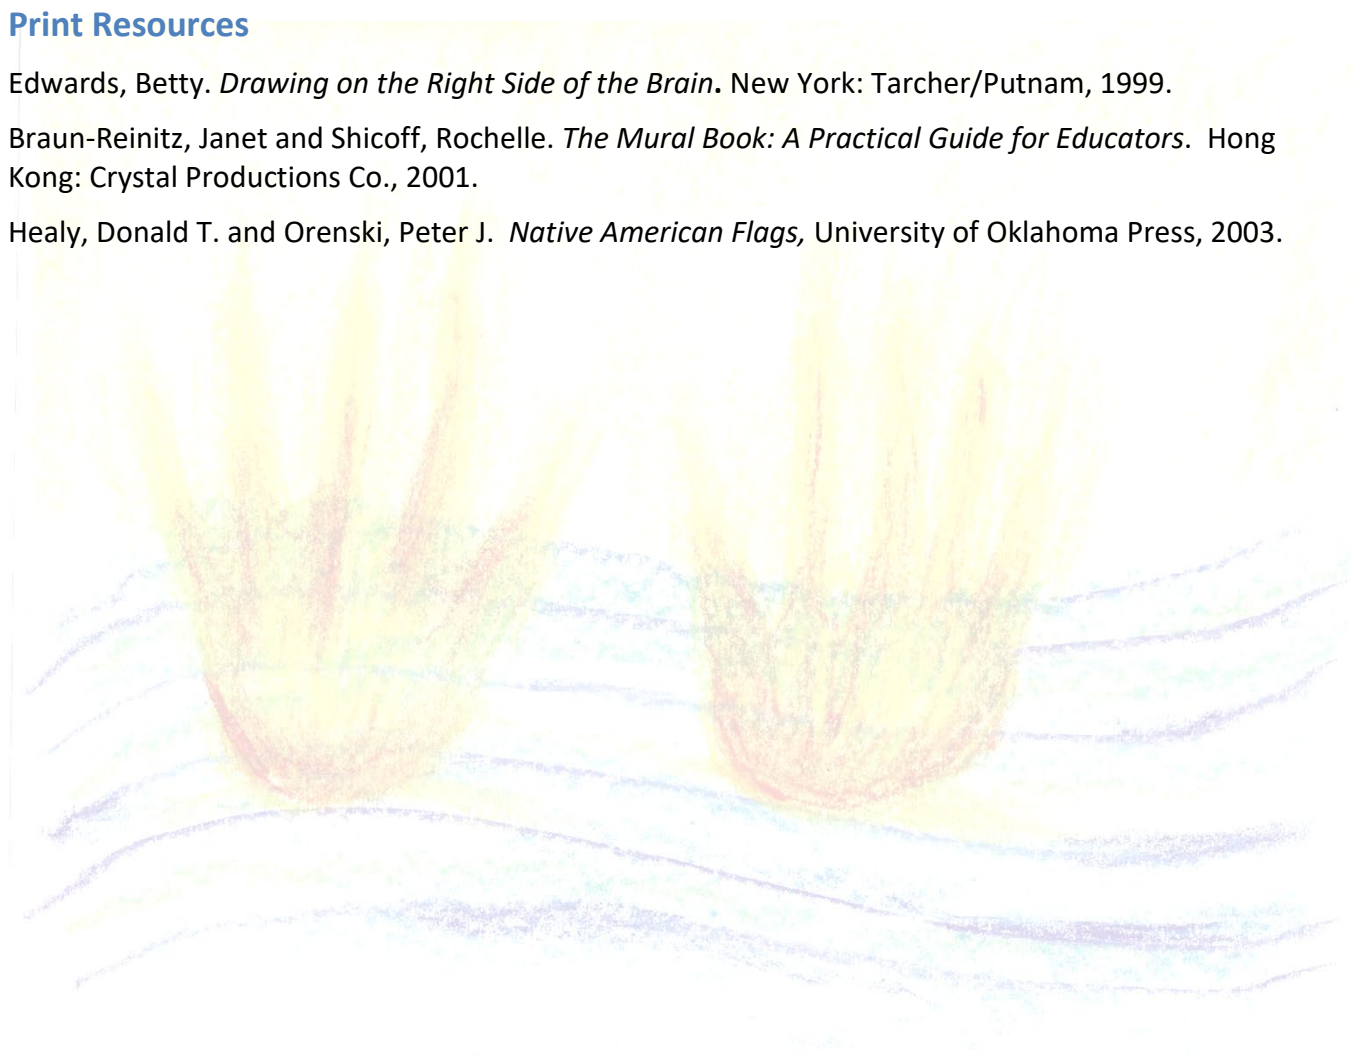 Print Resources
Edwards, Betty. Drawing on the Right Side of the Brain. New York: Tarcher/Putnam, 1999.
Braun-Reinitz, Janet and Shicoff, Rochelle. The Mural Book: A Practical Guide for Educators.  Hong
Kong: Crystal Productions Co., 2001.
Healy, Donald T. and Orenski, Peter J.  Native American Flags, University of Oklahoma Press, 2003.